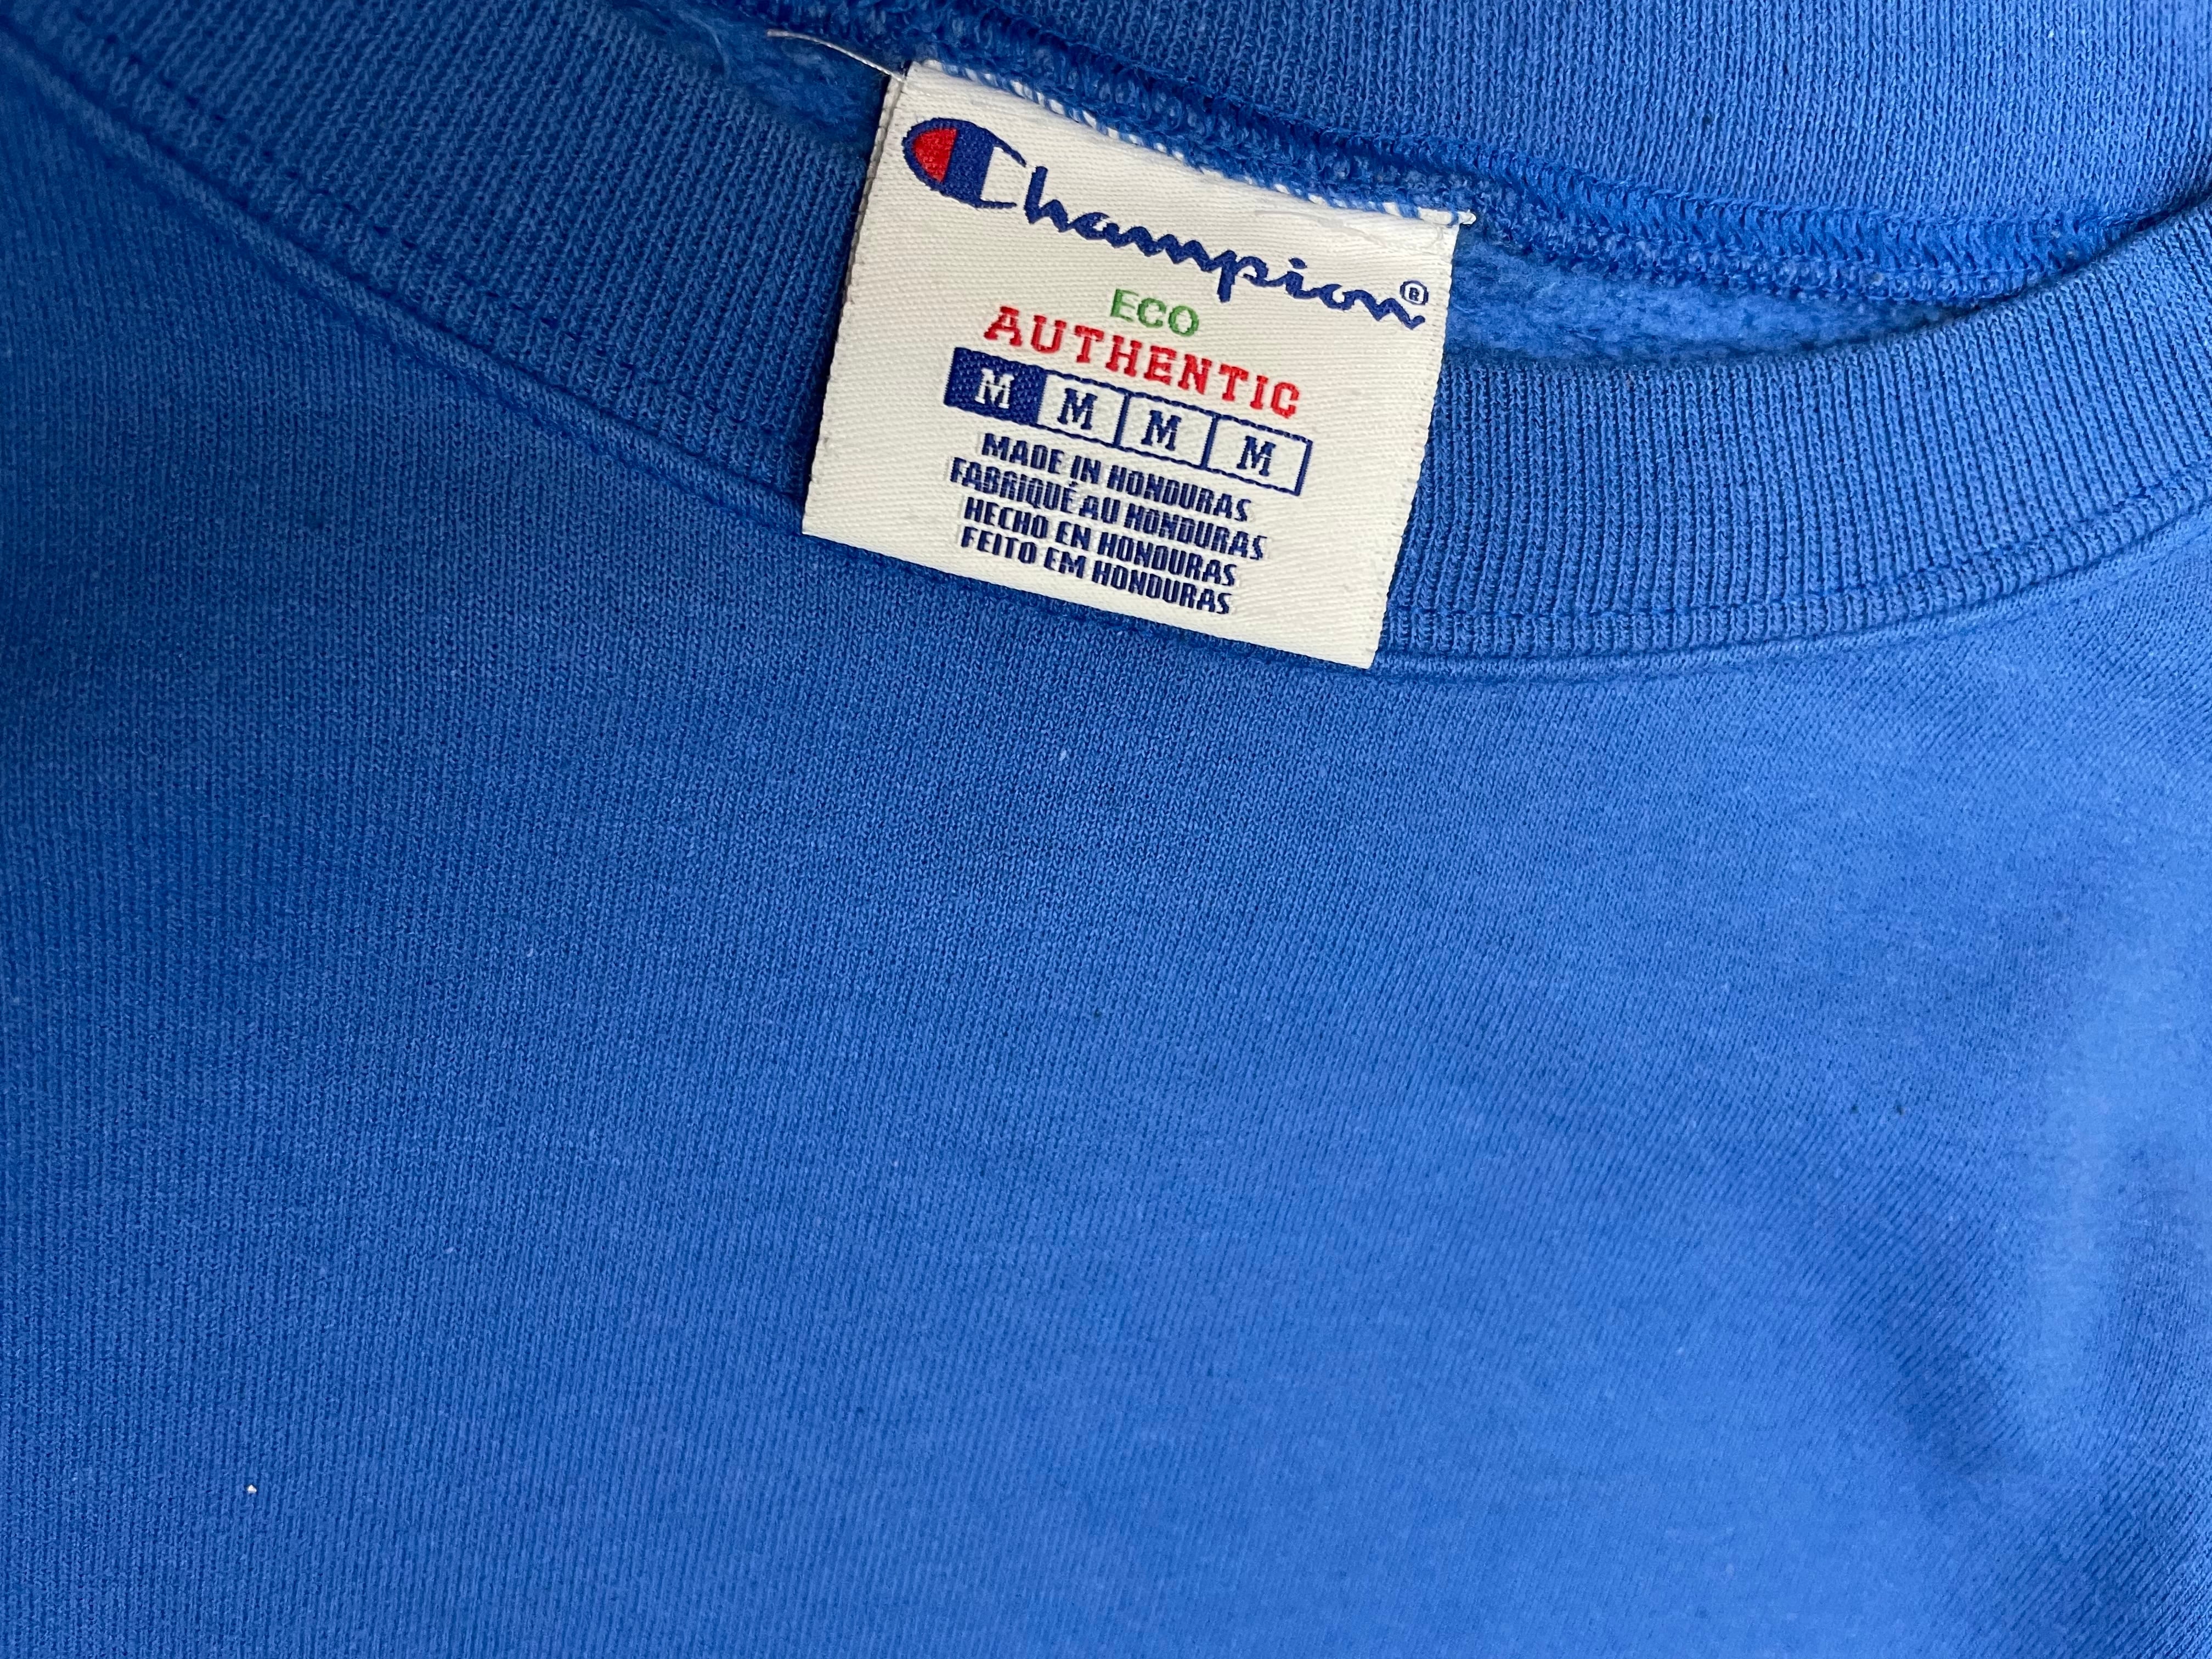 Champion®
ECO
AUTHENTIC
M M M M
MADE IN HONDURAS
FABRIQUÉ AU HONDURAS
HECHO EN HONDURAS
FEITO EM HONDURAS